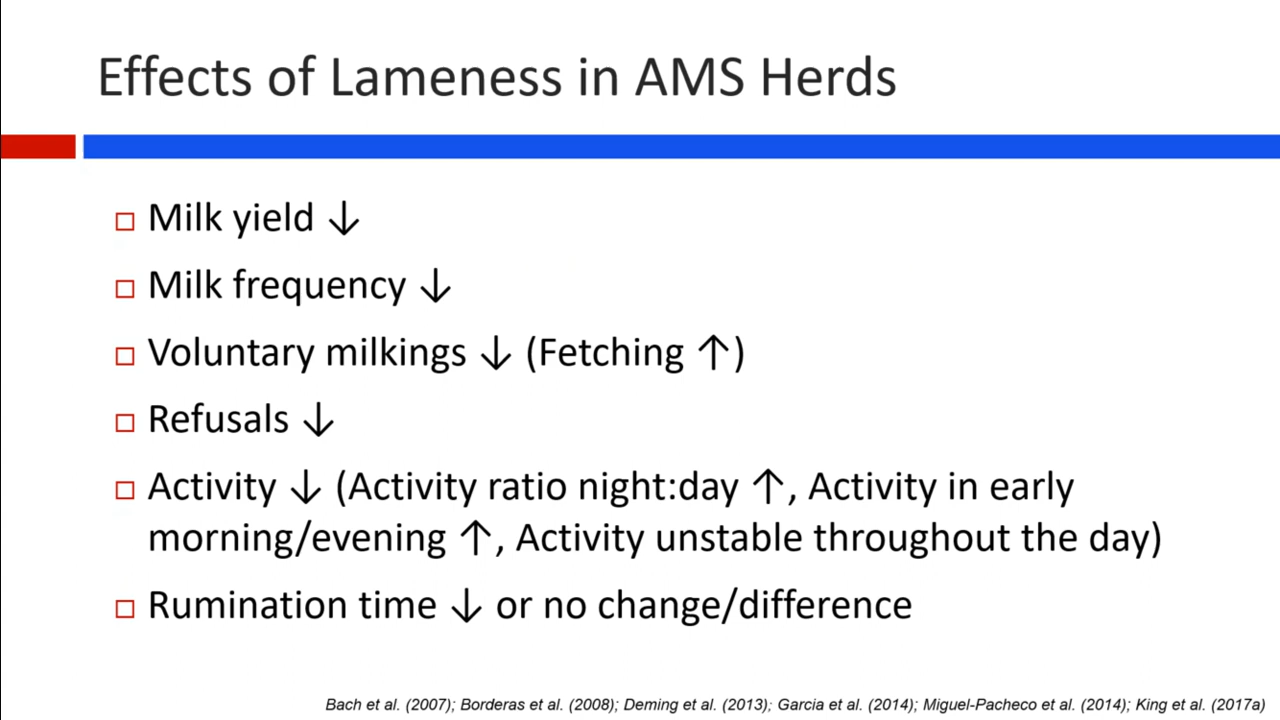 Effects of Lameness in AMS Herds
□ Milk yield ↓
□ Milk frequency ↓
□ Voluntary milkings ↓ (Fetching ↑)
□ Refusals ↓
□ Activity ↓ (Activity ratio night:day ↑, Activity in early
morning/evening ↑, Activity unstable throughout the day)
□ Rumination time ↓ or no change/difference
Bach et al. (2007); Borderas et al. (2008); Deming et al. (2013); Garcia et al. (2014); Miguel-Pacheco et al. (2014); King et al. (2017a)